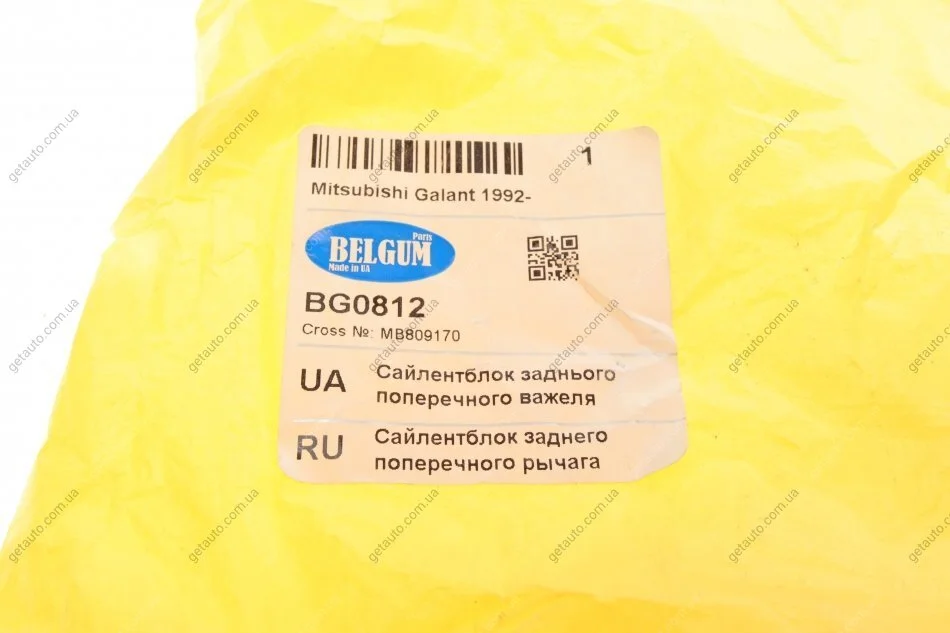 1
Mitsubishi Galant 1992-
Parts
BELGUM
Made in UA
BG0812
Cross №: MB809170
UA Сайлентблок заднього
поперечного важеля
RU Сайлентблок заднего
поперечного рычага
getauto.com.ua